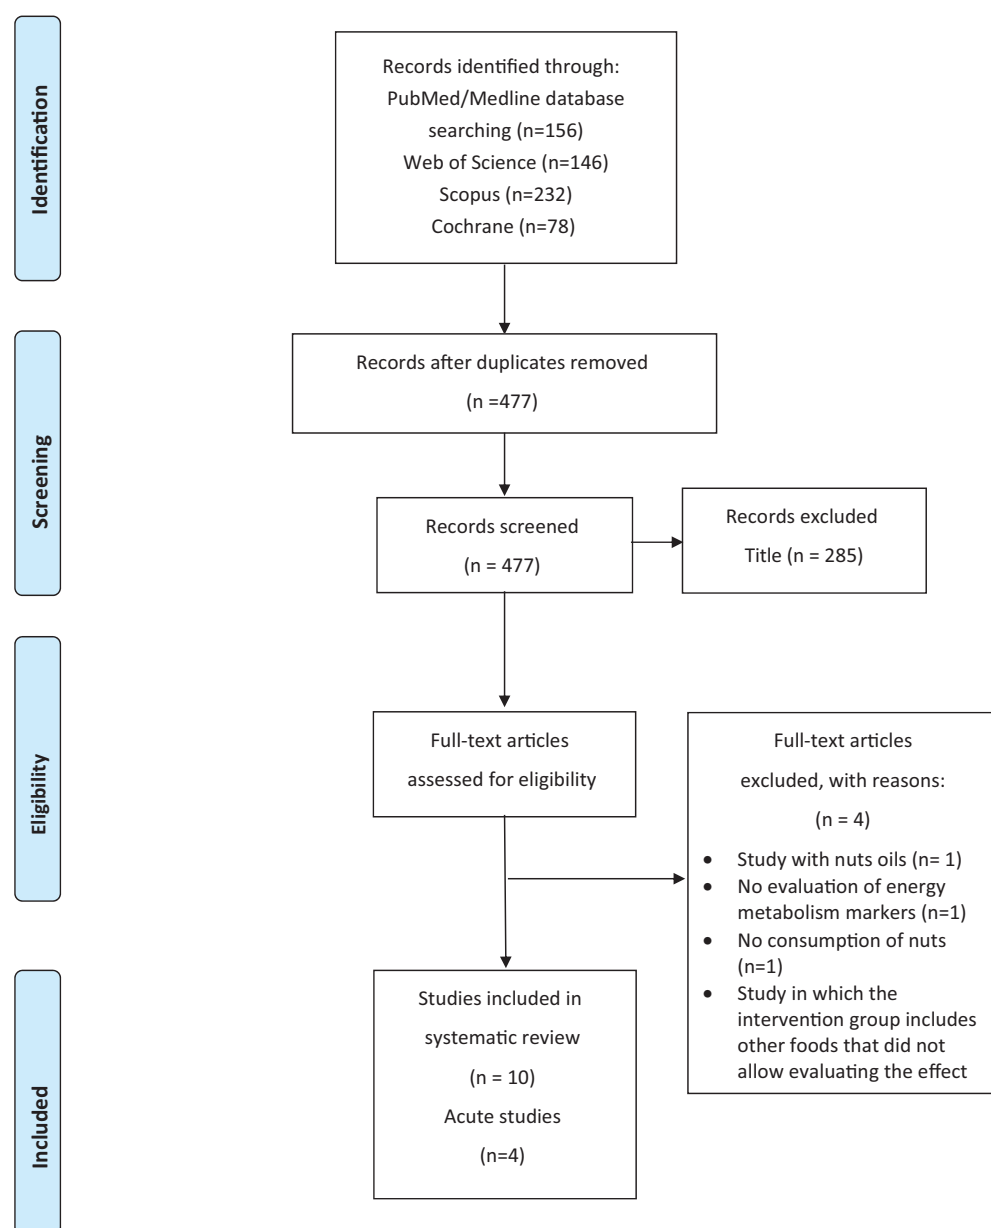 Identification
Records identified through:
PubMed/Medline database
searching (n=156)
Web of Science (n=146)
Scopus (n=232)
Cochrane (n=78)
Screening
Records after duplicates removed
(n =477)
Records screened
(n = 477)
Records excluded
Title (n = 285)
Eligibility
Full-text articles
assessed for eligibility
Full-text articles
excluded, with reasons:
(n = 4)
• Study with nuts oils (n= 1)
• No evaluation of energy
metabolism markers (n=1)
• No consumption of nuts
(n=1)
• Study in which the
intervention group includes
other foods that did not
allow evaluating the effect
Included
Studies included in
systematic review
(n = 10)
Acute studies
(n=4)